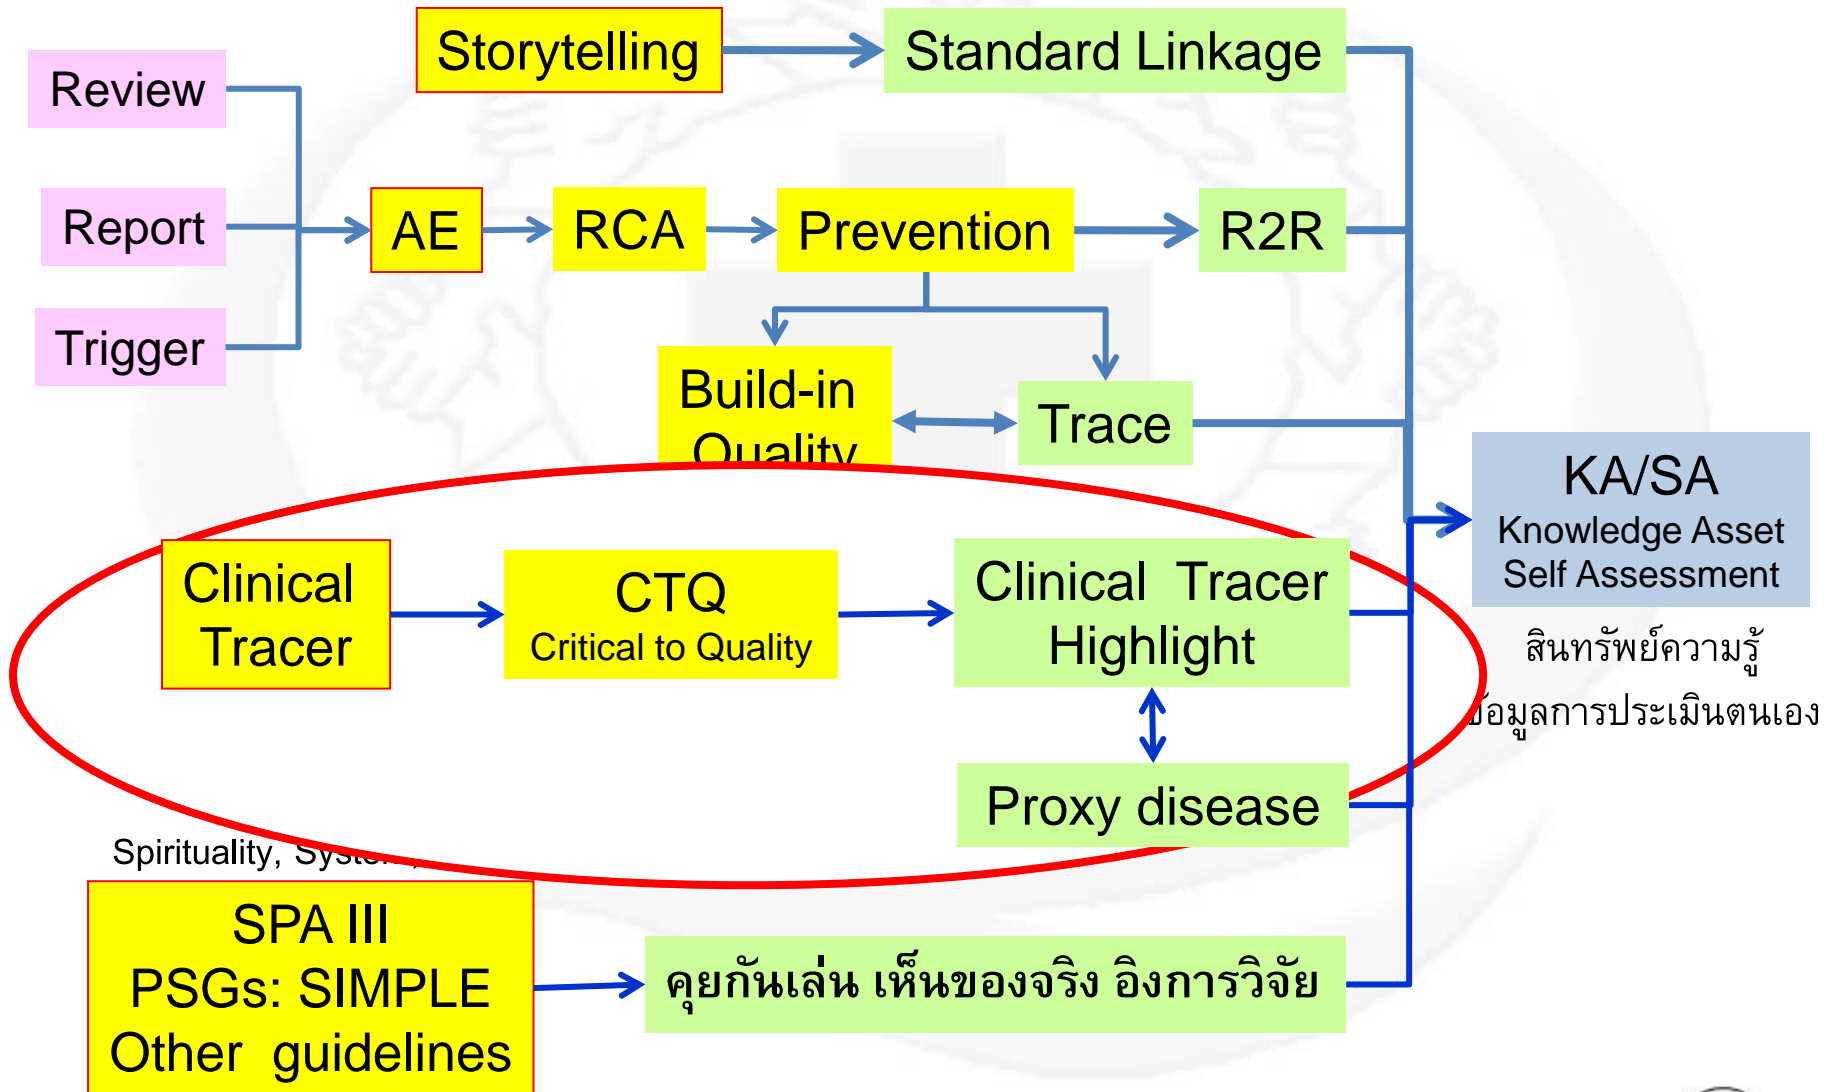 Storytelling
Standard Linkage
Review
Report
AE
RCA
Prevention
R2R
Trigger
Build-in
Quality
Trace
KA/SA
Knowledge Asset
Self Assessment
สินทรัพย์ความรู้
ข้อมูลการประเมินตนเอง
Clinical
Tracer
CTQ
Critical to Quality
Clinical Tracer
Highlight
Proxy disease
Spirituality, System,
SPA III
PSGs: SIMPLE
Other guidelines
คุยกันเล่น เห็นของจริง อิงการวิจัย